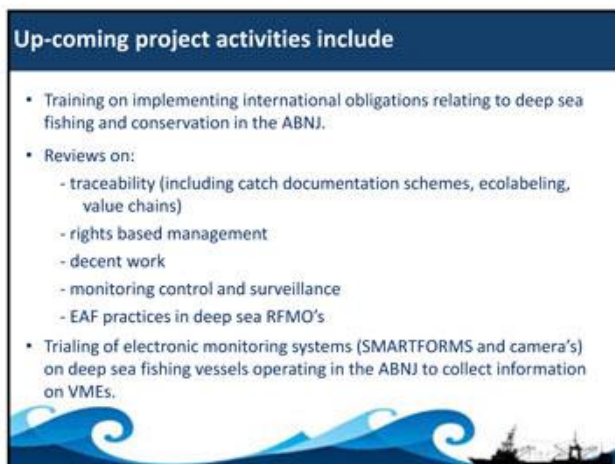 Up-coming project activities include
• Training on implementing international obligations relating to deep sea
fishing and conservation in the ABNJ.
• Reviews on:
- traceability (including catch documentation schemes, ecolabeling,
value chains)
- rights based management
- decent work
- monitoring control and surveillance
- EAF practices in deep sea RFMO's
• Trialing of electronic monitoring systems (SMARTFORMS and camera's)
on deep sea fishing vessels operating in the ABNJ to collect information
on VMEs.